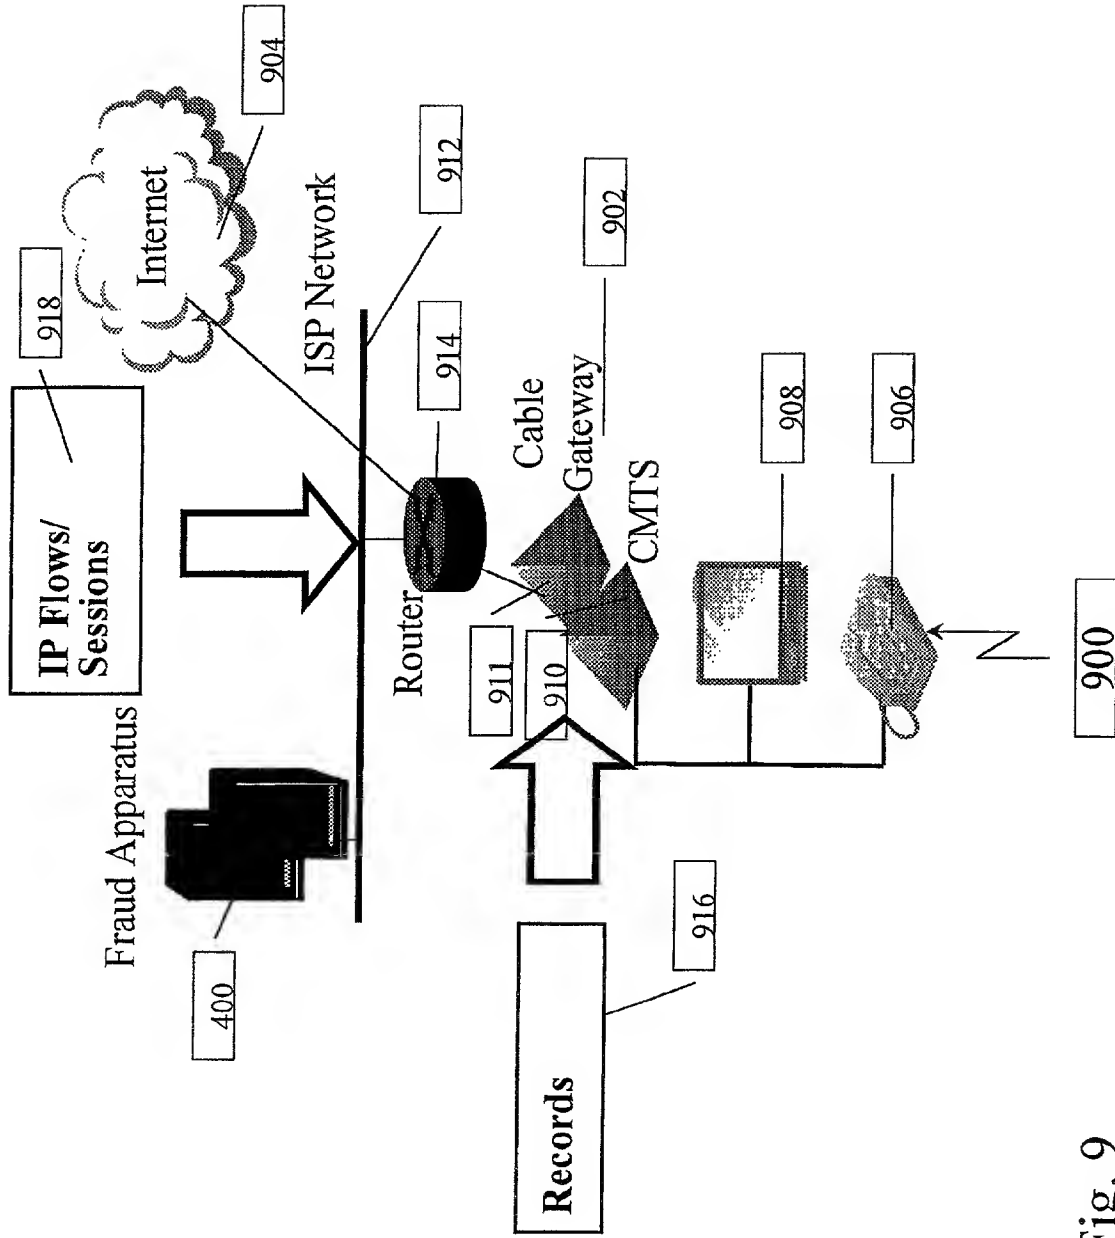 IP Flows/
Sessions
918
Fraud Apparatus
Internet
400
904
ISP Network
Router
914
912
911
Cable
Gateway
910
Records
902
CMTS
916
908
906
900
Fig. 9